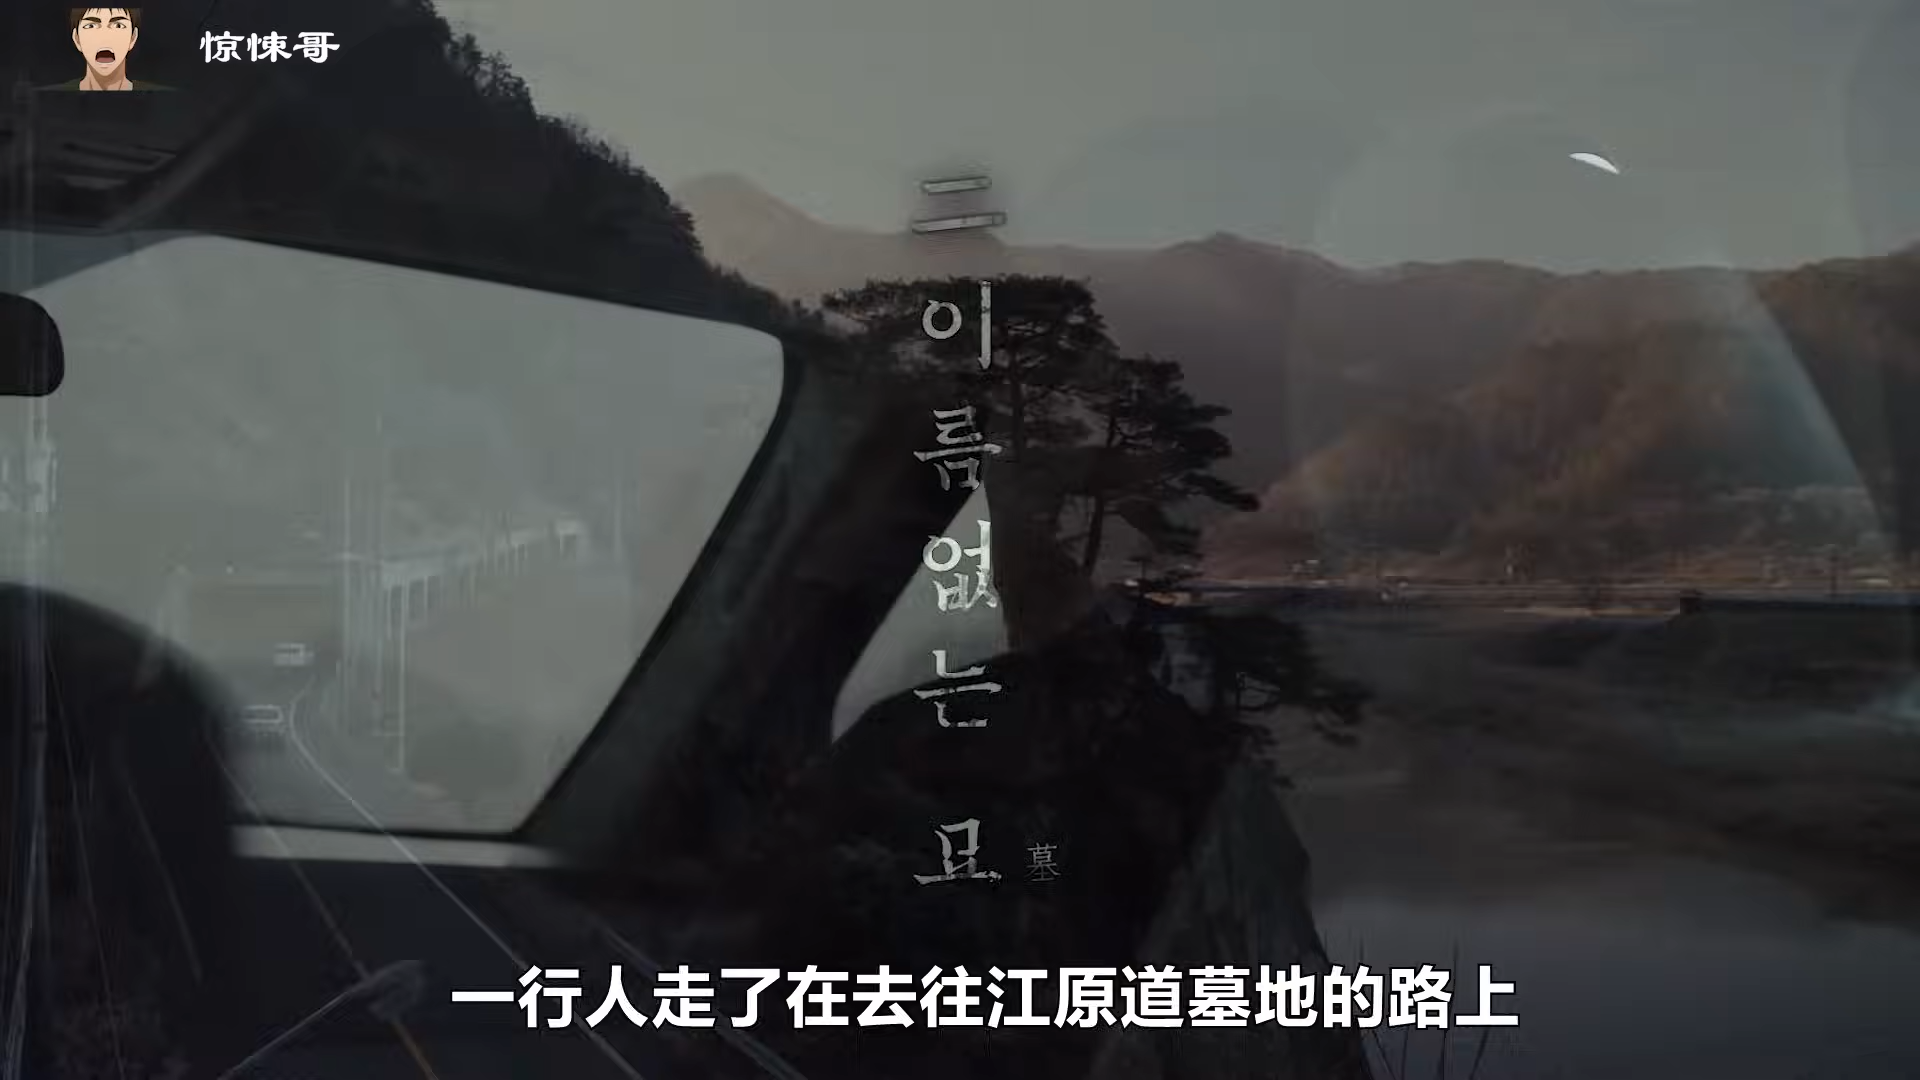 惊悚哥
二
이름없는
묘 墓
一行人走了在去往江原道墓地的路上